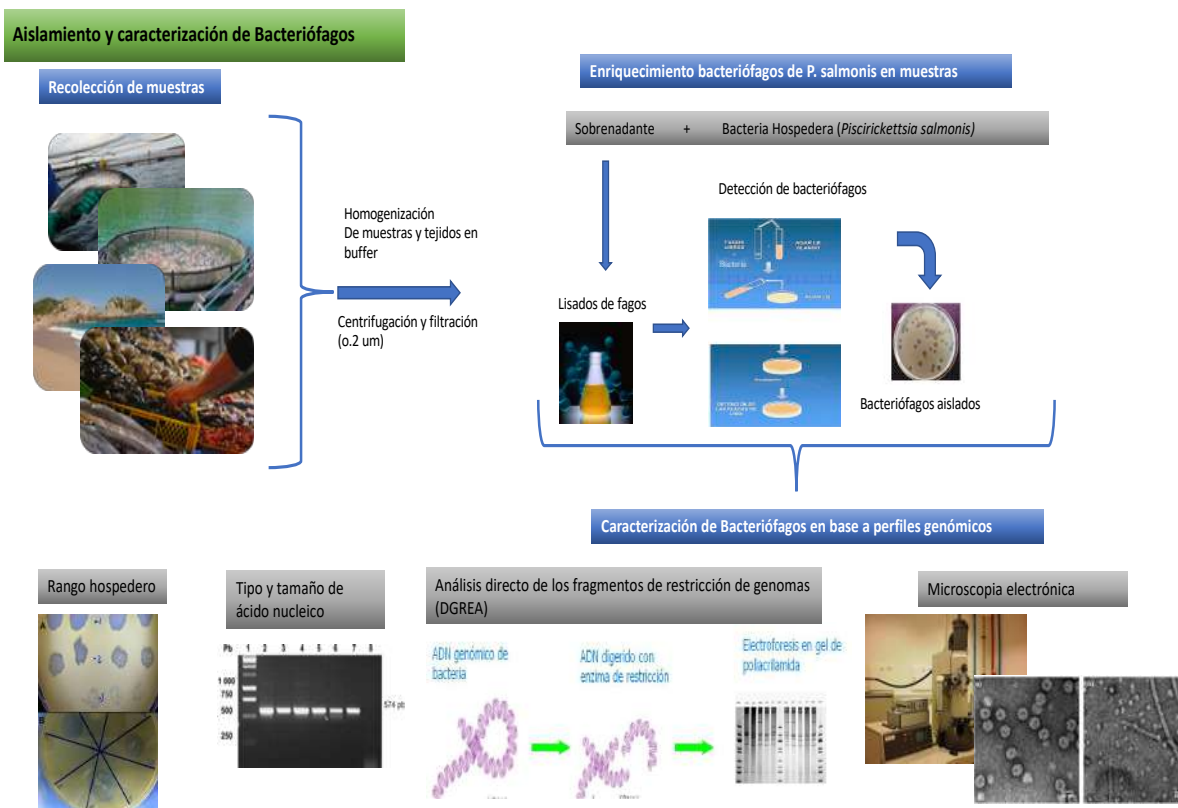 Aislamiento y caracterización de Bacteriófagos
Recolección de muestras
Homogenización
De muestras y tejidos en
buffer
Centrifugación y filtración
(o.2 um)
Enriquecimiento bacteriófagos de P. salmonis en muestras
Sobrenadante + Bacteria Hospedera (Piscirickettsia salmonis)
Detección de bacteriófagos
Bacteria
Lisados de fagos
Bacteriófagos aislados
Caracterización de Bacteriófagos en base a perfiles genómicos
Rango hospedero
A
B
Tipo y tamaño de
ácido nucleico
Pb 1 2 3 4 5 6 7 8
1 000
750
500
250
574 pb
Análisis directo de los fragmentos de restricción de genomas
(DGREA)
ADN genómico de
bacteria
ADN digerido con
enzima de restricción
Electroforesis en gel de
poliacrilamida
Microscopia electrónica